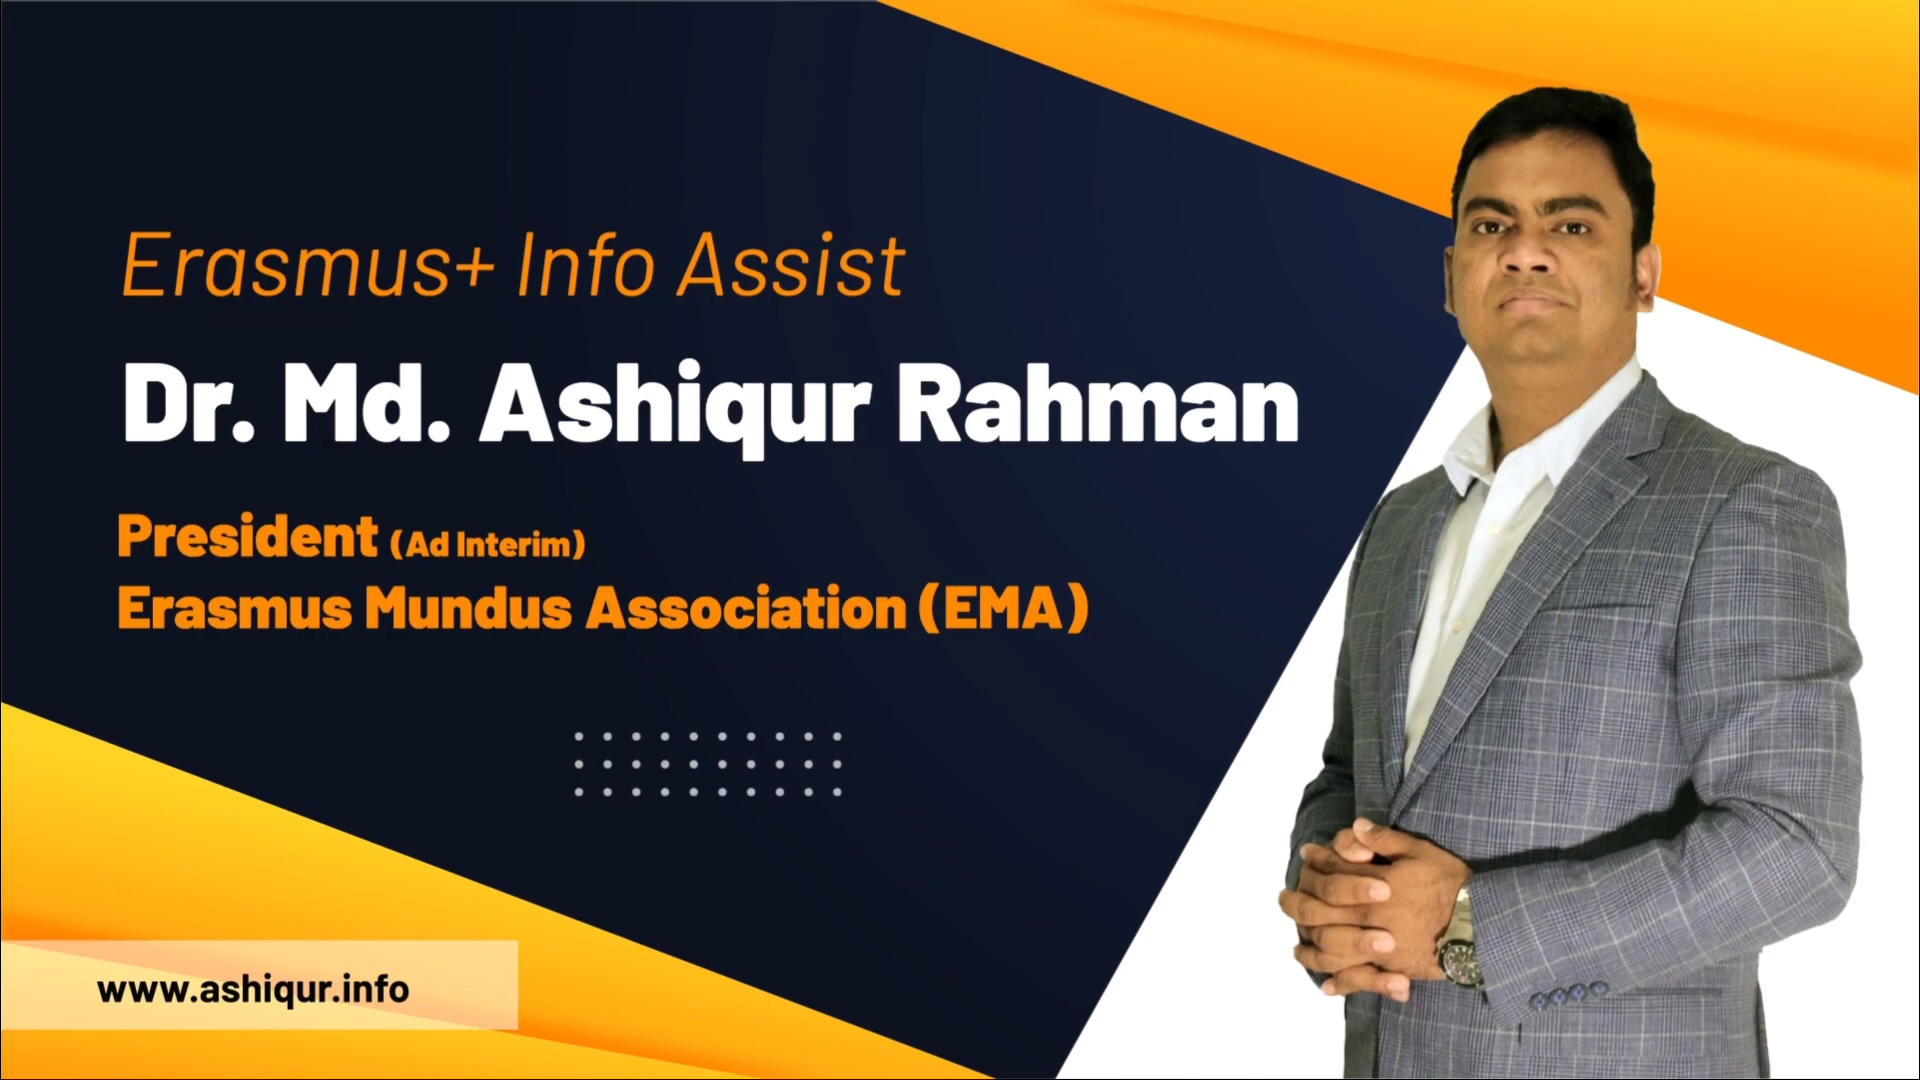 Erasmus+ Info Assist
Dr. Md. Ashiqur Rahman
President (Ad Interim)
Erasmus Mundus Association (EMA)
www.ashiqur.info